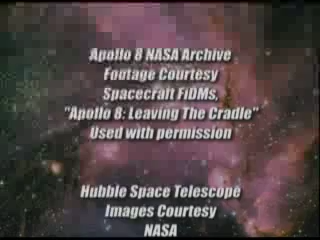 Apollo 8 NASA Archive
Footage Courtesy
Spacecraft FiDMs,
"Apollo 8: Leaving The Cradle"
Used with permission
Hubble Space Telescope
Images Courtesy
NASA